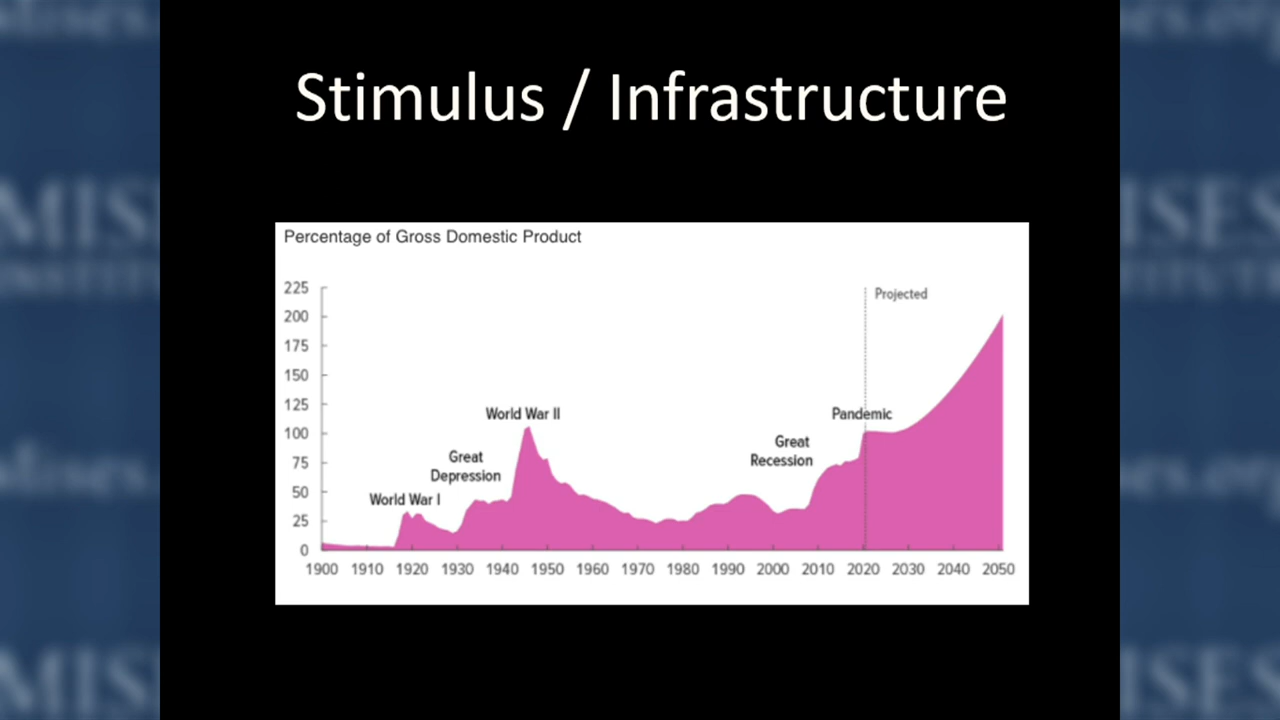 Stimulus / Infrastructure
Percentage of Gross Domestic Product
225
200
175
150
125
100
75
50
25
0
Projected
World War II
Pandemic
Great
Recession
Great
Depression
World War I
1900 1910 1920 1930 1940 1950 1960 1970 1980 1990 2000 2010 2020 2030 2040 2050